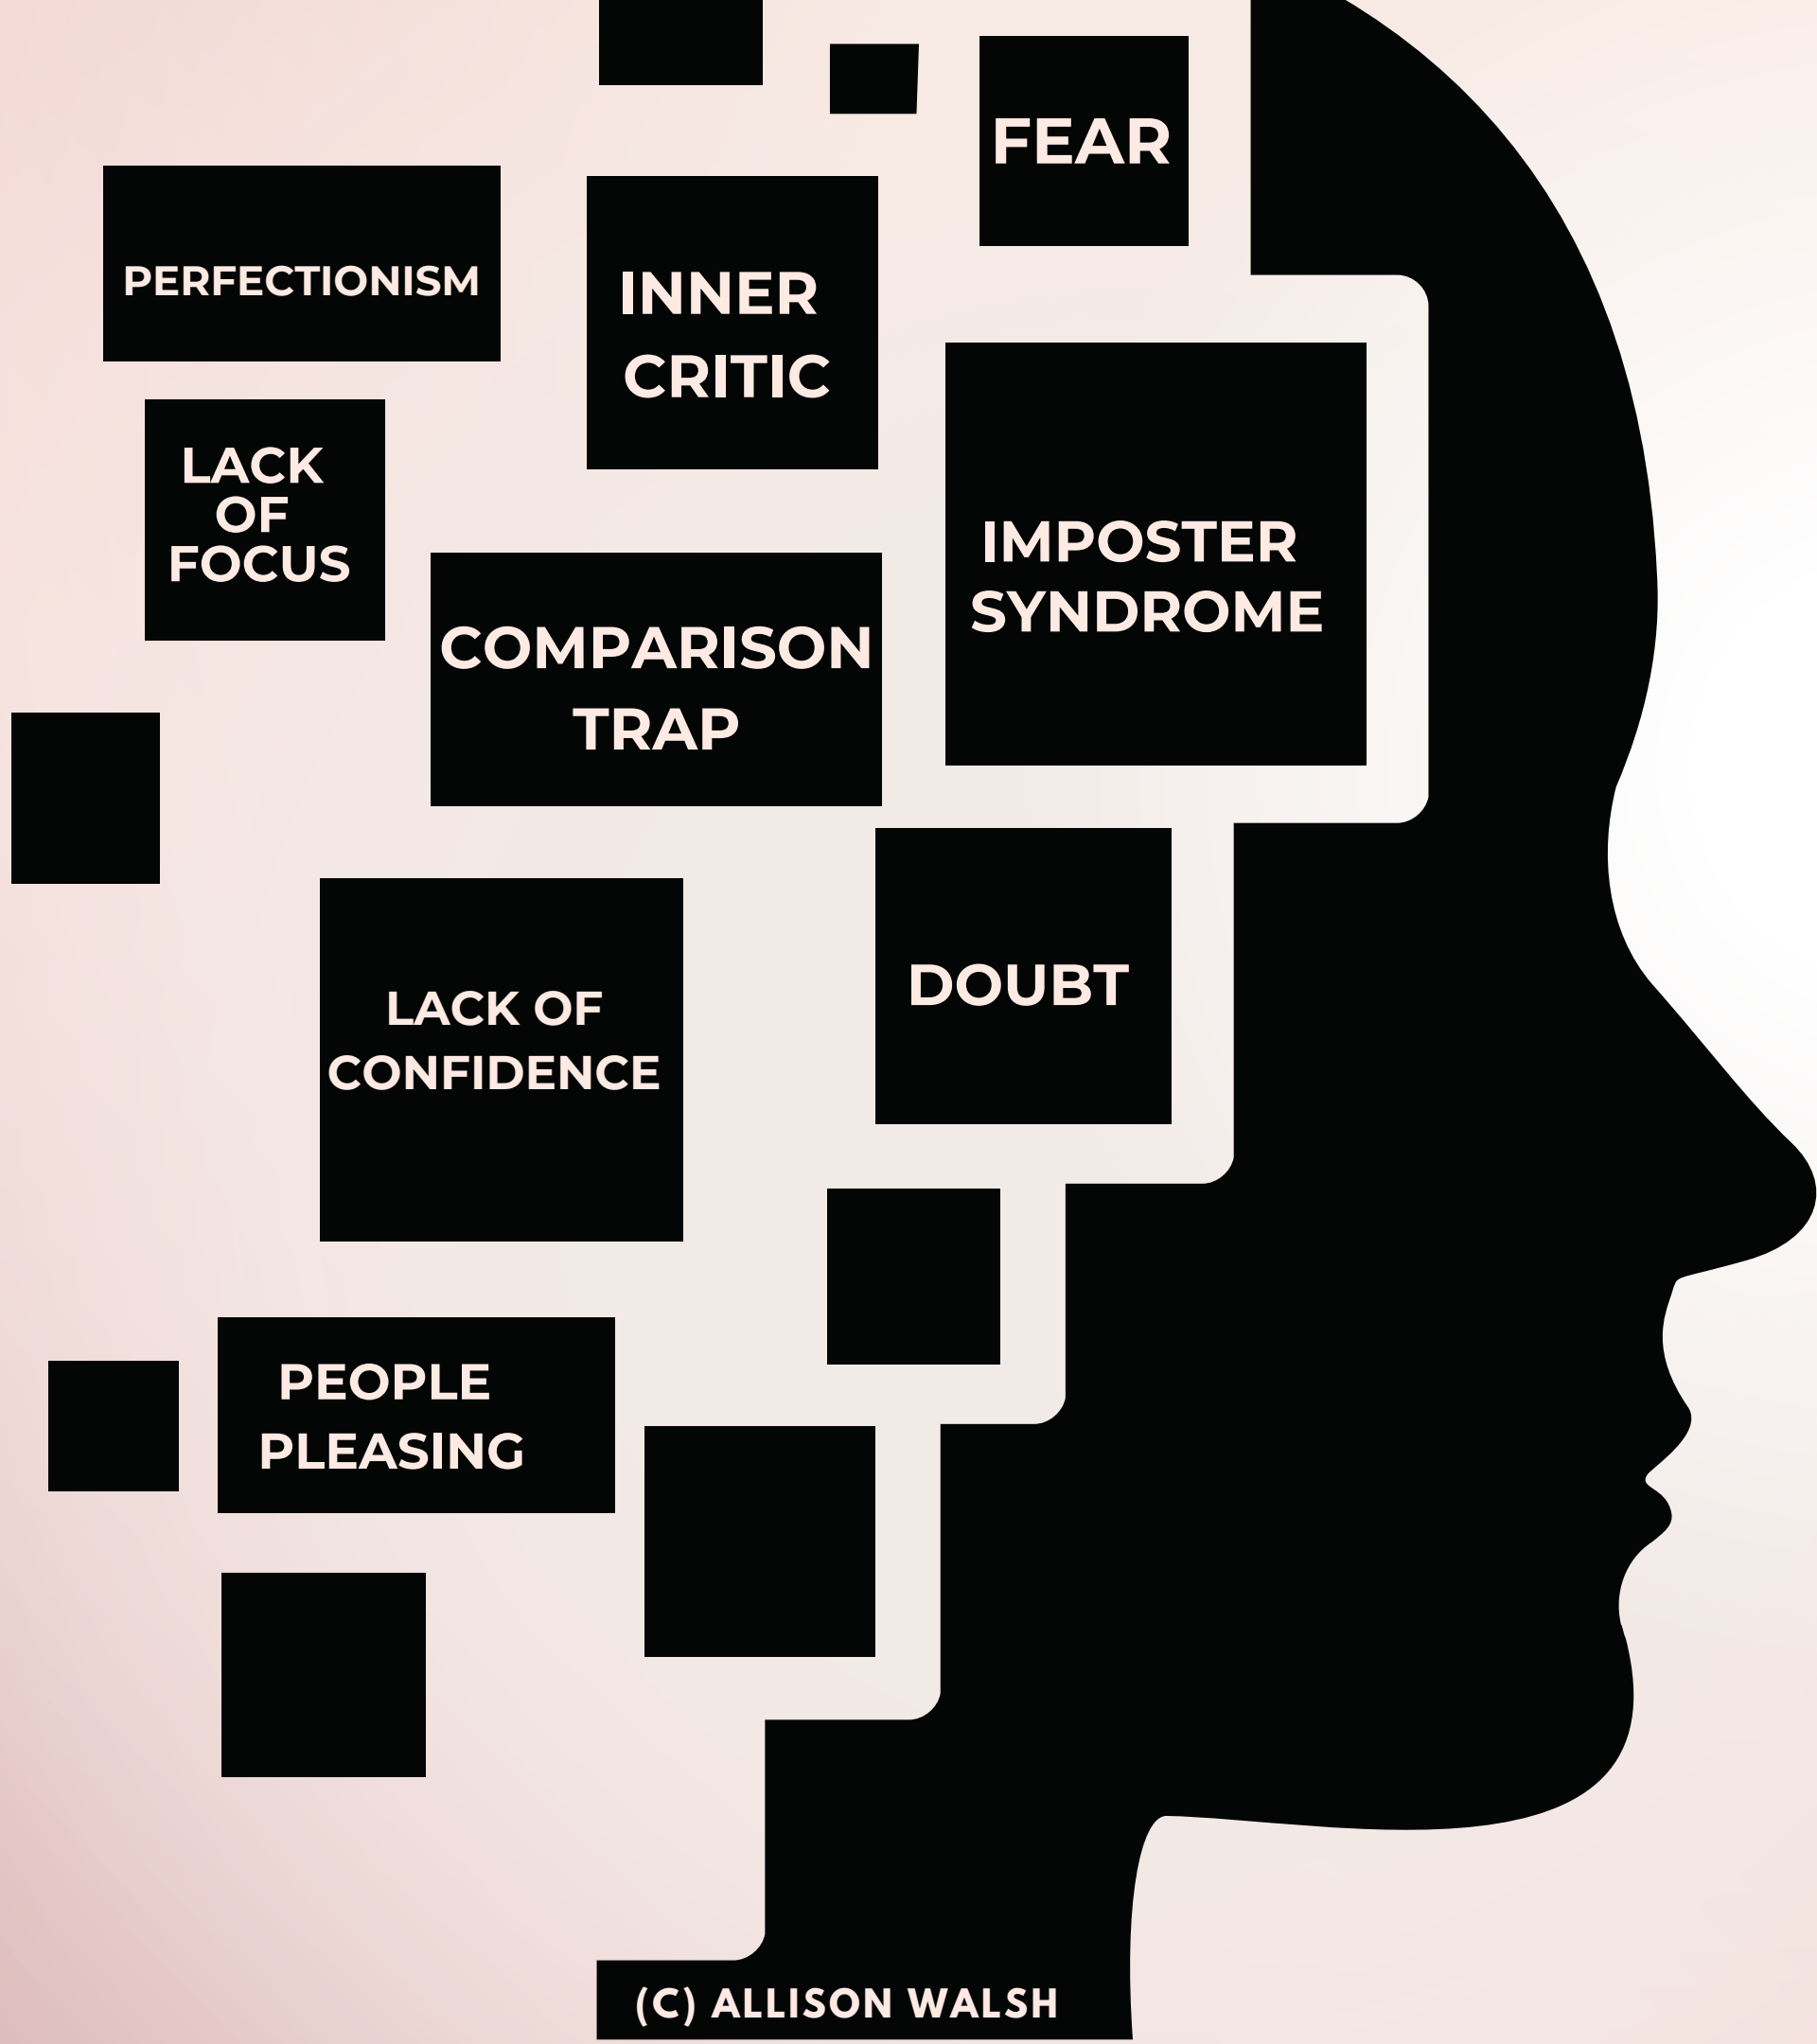 FEAR
PERFECTIONISM
INNER
CRITIC
LACK
OF
FOCUS
IMPOSTER
SYNDROME
COMPARISON
TRAP
DOUBT
LACK OF
CONFIDENCE
PEOPLE
PLEASING
(C) ALLISON WALSH